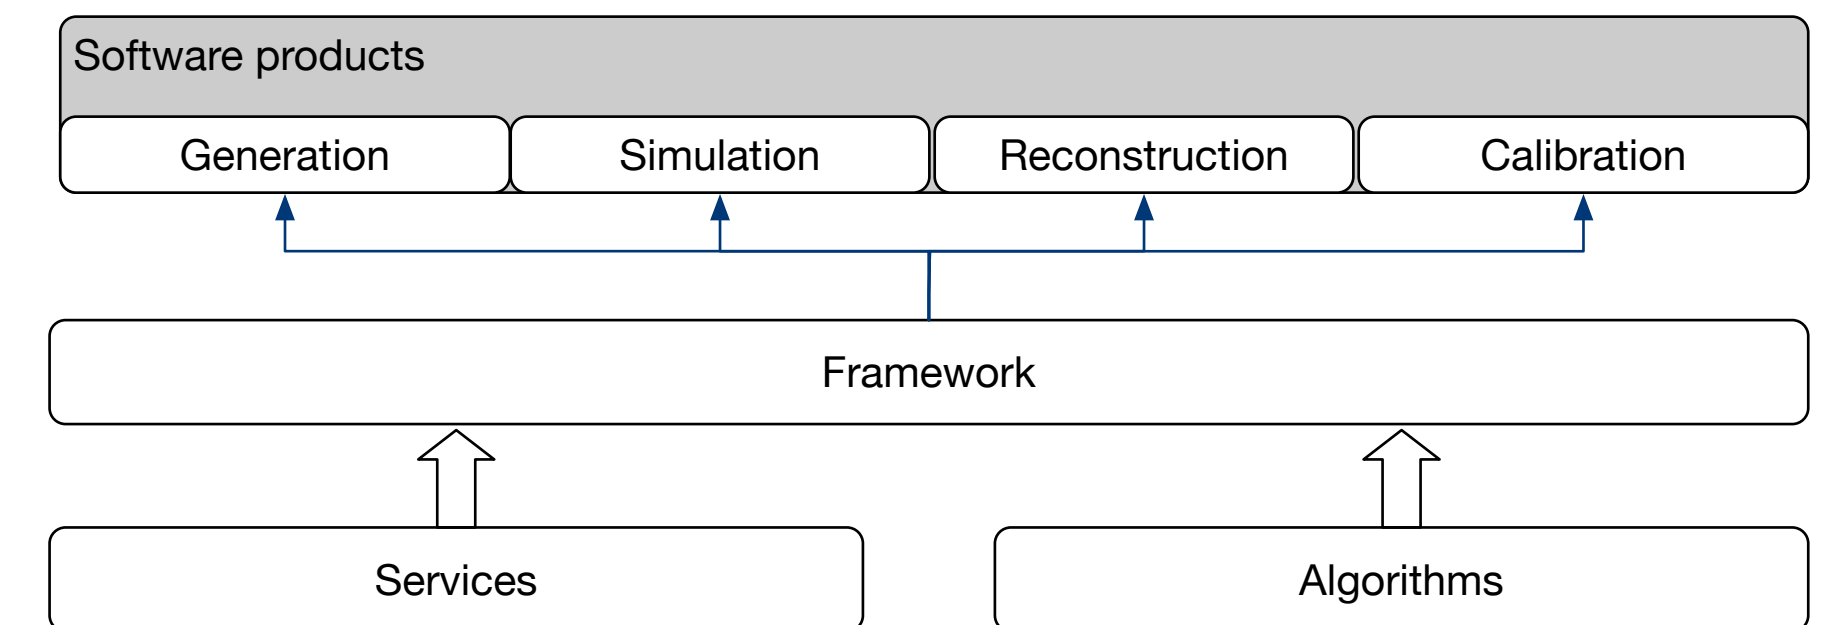 Software products
Generation
Simulation
Reconstruction
Calibration
Framework
Services
Algorithms